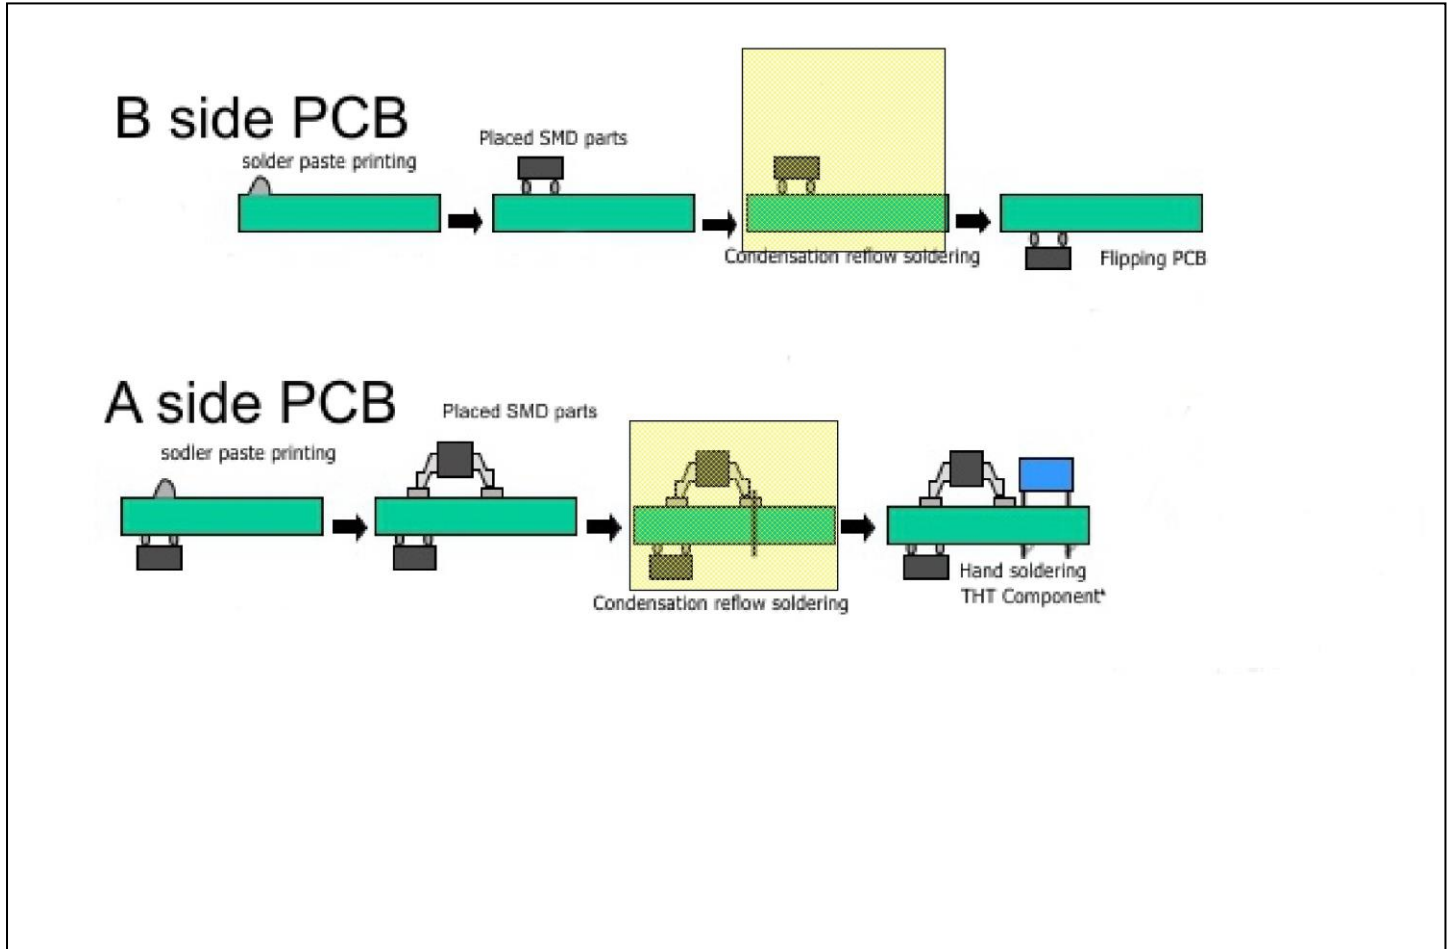 B side PCB
solder paste printing
Placed SMD parts
Condensation reflow soldering
Flipping PCB
A side PCB
sodler paste printing
Placed SMD parts
Condensation reflow soldering
Hand soldering
THT Component*